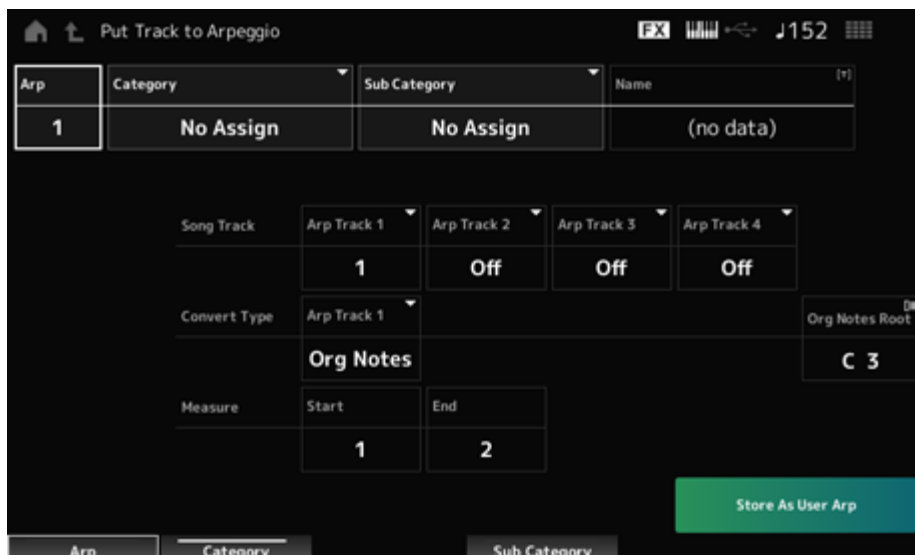 Put Track to Arpeggio FX ♩152
Arp Category Sub Category Name [T]
1 No Assign No Assign (no data)
Song Track Arp Track 1 Arp Track 2 Arp Track 3 Arp Track 4
1 Off Off Off
Convert Type Arp Track 1 Org Notes Root
Org Notes C 3
Measure Start End
1 2
Store As User Arp
Arp Category Sub Category